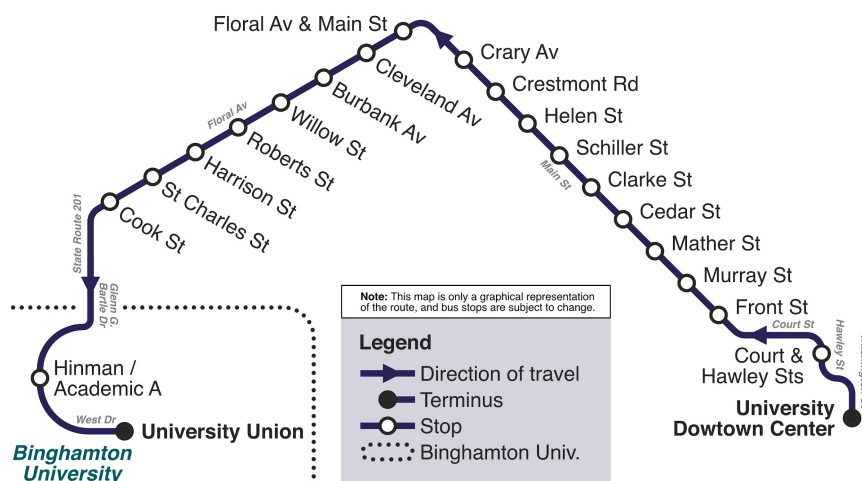 Floral Av & Main St
Crary Av
Cleveland Av
Crestmont Rd
Burbank Av
Helen St
Willow St
Floral Av
Schiller St
Roberts St
Main St
Clarke St
Harrison St
Cedar St
St Charles St
Mather St
Cook St
State Route 201
Murray St
Glenn G.
Bartle Dr
Front St
Note: This map is only a graphical representation
of the route, and bus stops are subject to change.
Court St
Hawley St
Legend
Direction of travel
Terminus
Stop
Binghamton Univ.
Court &
Hawley Sts
Hinman /
Academic A
West Dr
University Union
University
Dowtown Center
Binghamton
University